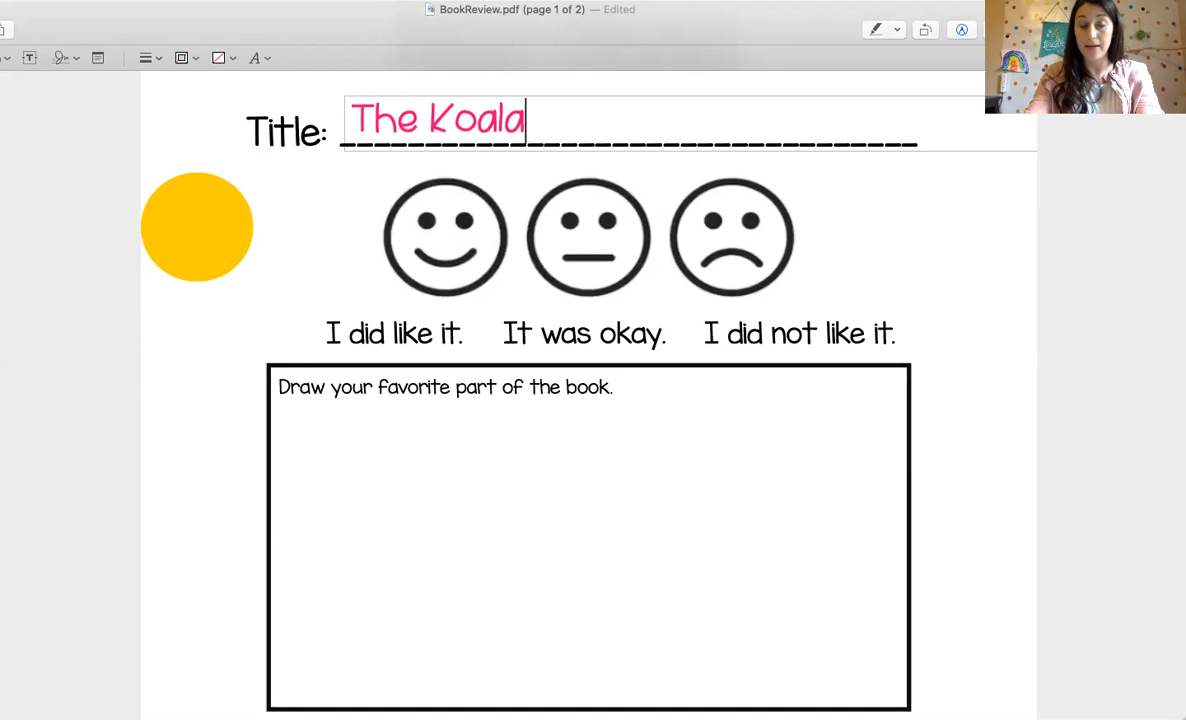 BookReview.pdf (page 1 of 2) — Edited
Title: The Koala
I did like it. It was okay. I did not like it.
Draw your favorite part of the book.